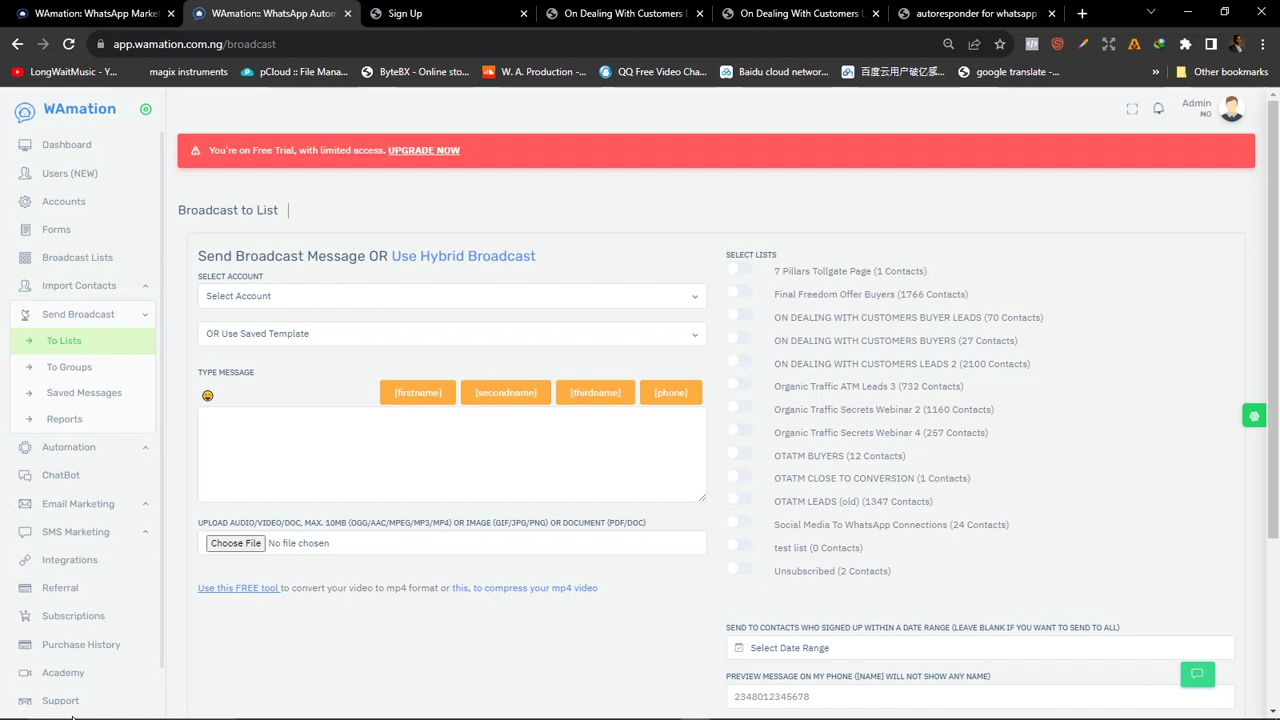 WAmation:: WhatsApp Market
WAmation:: WhatsApp Autom
Sign Up
On Dealing With Customers L
On Dealing With Customers L
autoresponder for whatsapp
app.wamation.com.ng/broadcast
LongWaitMusic - Y...
magix instruments
pCloud :: File Mana...
ByteBX - Online sto...
W. A. Production -...
QQ Free Video Cha...
Baidu cloud networ...
百度云用户破亿感...
google translate -...
Other bookmarks
WAmation
Admin
NG
Dashboard
Users (NEW)
Accounts
Forms
Broadcast Lists
Import Contacts
Send Broadcast
To Lists
To Groups
Saved Messages
Reports
Automation
ChatBot
Email Marketing
SMS Marketing
Integrations
Referral
Subscriptions
Purchase History
Academy
Support
You're on Free Trial, with limited access. UPGRADE NOW
Broadcast to List
Send Broadcast Message OR Use Hybrid Broadcast
SELECT ACCOUNT
Select Account
OR Use Saved Template
TYPE MESSAGE
[firstname] [secondname] [thirdname] [phone]
UPLOAD AUDIO/VIDEO/DOC, MAX. 10MB (OGG/AAC/MPEG/MP3/MP4) OR IMAGE (GIF/JPG/PNG) OR DOCUMENT (PDF/DOC)
Choose File No file chosen
Use this FREE tool to convert your video to mp4 format or this, to compress your mp4 video
SELECT LISTS
7 Pillars Tollgate Page (1 Contacts)
Final Freedom Offer Buyers (1766 Contacts)
ON DEALING WITH CUSTOMERS BUYER LEADS (70 Contacts)
ON DEALING WITH CUSTOMERS BUYERS (27 Contacts)
ON DEALING WITH CUSTOMERS LEADS 2 (2100 Contacts)
Organic Traffic ATM Leads 3 (732 Contacts)
Organic Traffic Secrets Webinar 2 (1160 Contacts)
Organic Traffic Secrets Webinar 4 (257 Contacts)
OTATM BUYERS (12 Contacts)
OTATM CLOSE TO CONVERSION (1 Contacts)
OTATM LEADS (old) (1347 Contacts)
Social Media To WhatsApp Connections (24 Contacts)
test list (0 Contacts)
Unsubscribed (2 Contacts)
SEND TO CONTACTS WHO SIGNED UP WITHIN A DATE RANGE (LEAVE BLANK IF YOU WANT TO SEND TO ALL)
Select Date Range
PREVIEW MESSAGE ON MY PHONE ([NAME] WILL NOT SHOW ANY NAME)
2348012345678